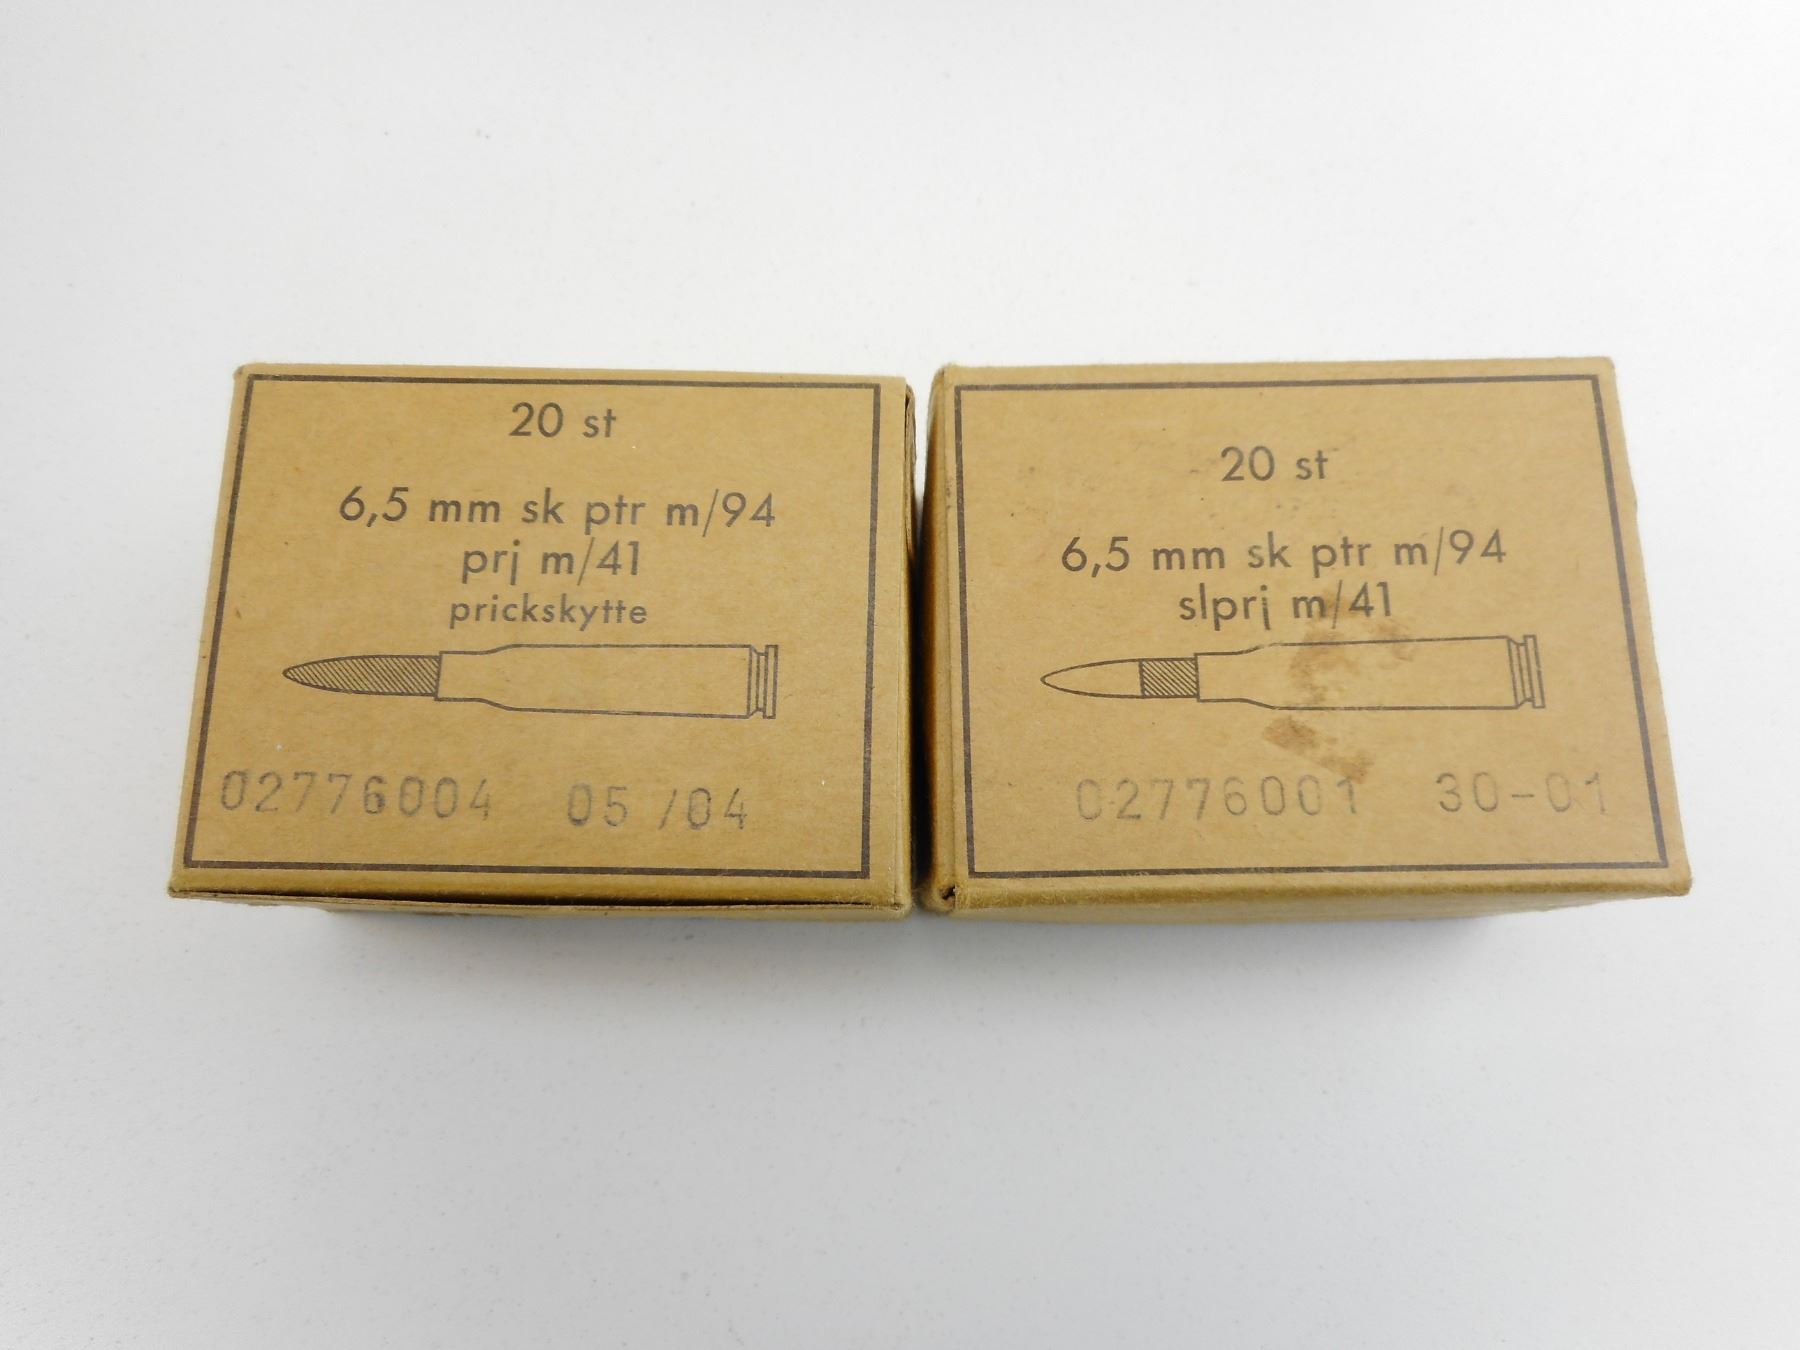 20 st
6,5 mm sk ptr m/94
prj m/41
prickskytte
02776004 05 /04
20 st
6,5 mm sk ptr m/94
slprj m/41
02776001 30-01